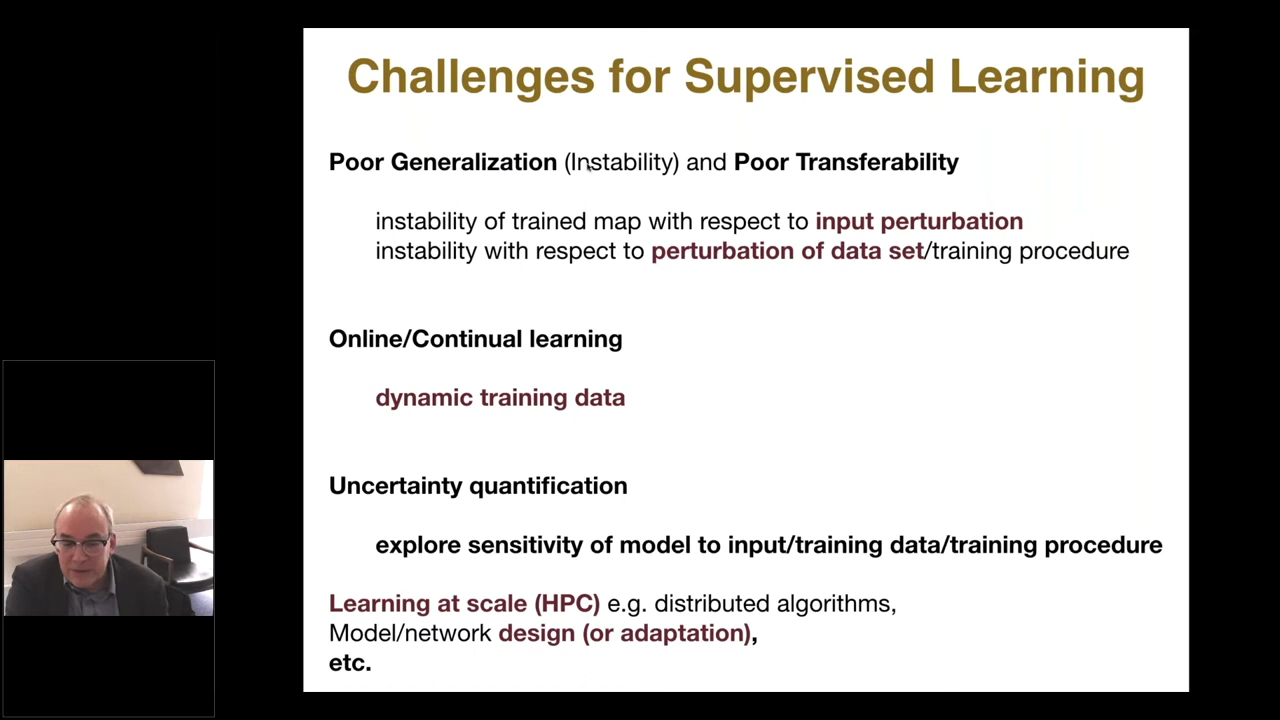 Challenges for Supervised Learning
Poor Generalization (Instability) and Poor Transferability
instability of trained map with respect to input perturbation
instability with respect to perturbation of data set/training procedure
Online/Continual learning
dynamic training data
Uncertainty quantification
explore sensitivity of model to input/training data/training procedure
Learning at scale (HPC) e.g. distributed algorithms,
Model/network design (or adaptation),
etc.